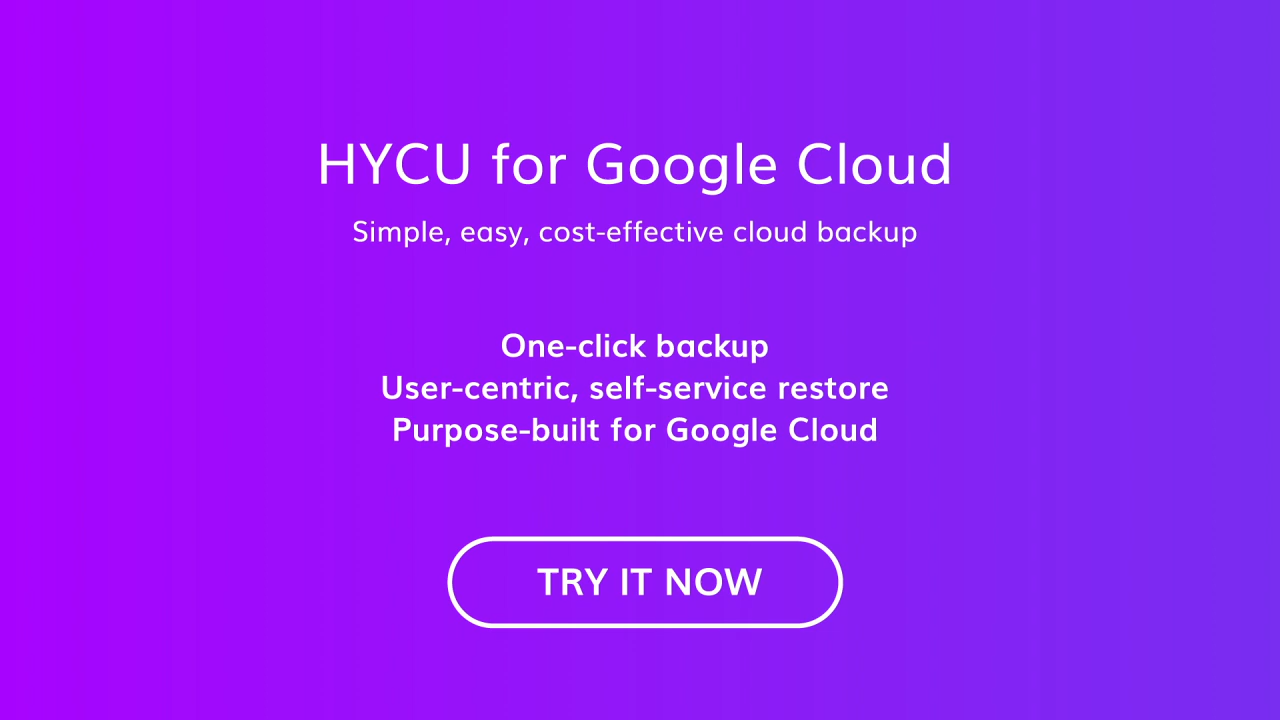 HYCU for Google Cloud
Simple, easy, cost-effective cloud backup
One-click backup
User-centric, self-service restore
Purpose-built for Google Cloud
TRY IT NOW